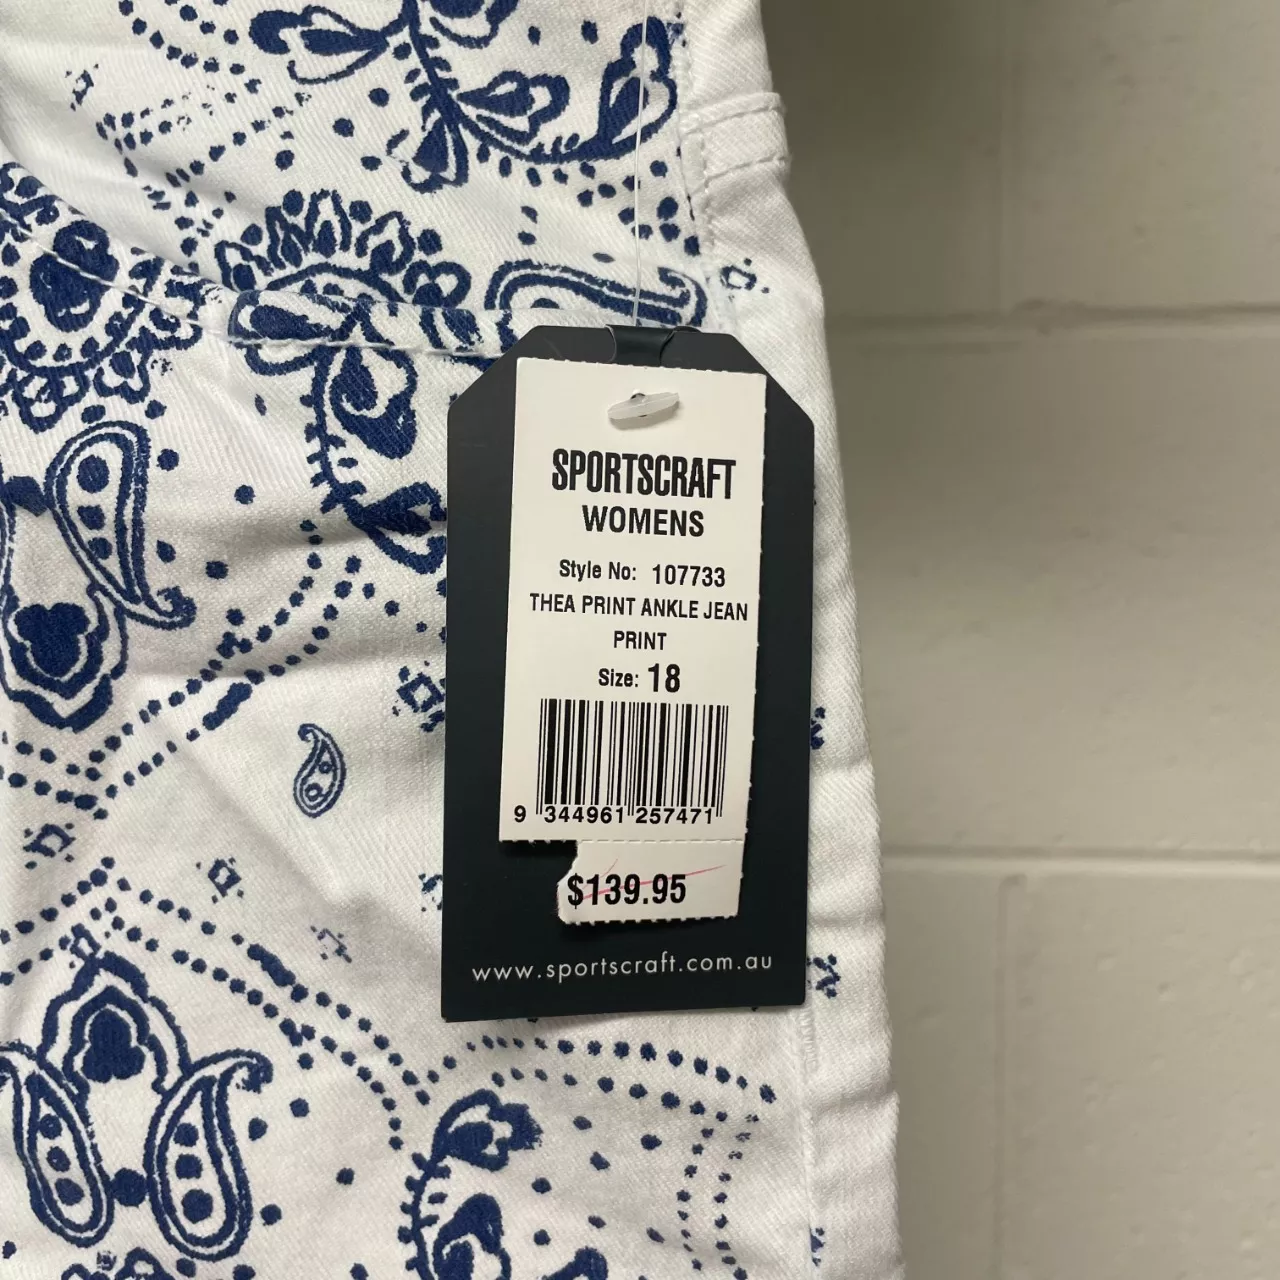 SPORTSCRAFT
WOMENS
Style No: 107733
THEA PRINT ANKLE JEAN
PRINT
Size: 18
9 344961 257471
$139.95
www.sportscraft.com.au